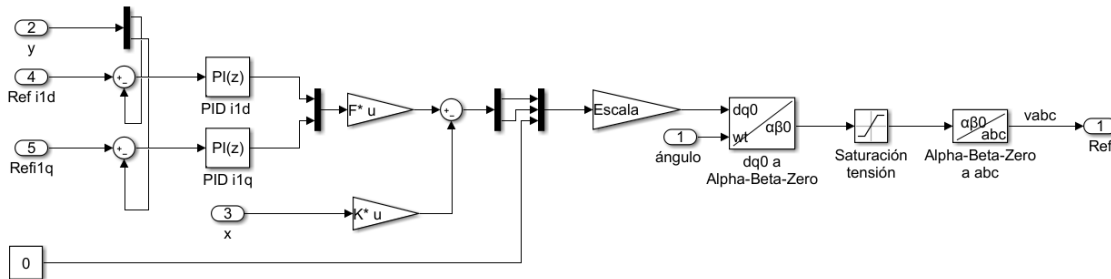 2
y
4
Ref i1d
+
−
PI(z)
PID i1d
5
Refi1q
+
−
PI(z)
PID i1q
F* u
+
−
3
x
K* u
0
Escala
1
ángulo
dq0
wt
αβ0
dq0 a
Alpha-Beta-Zero
Saturación
tensión
αβ0
abc
Alpha-Beta-Zero
a abc
vabc
1
Ref